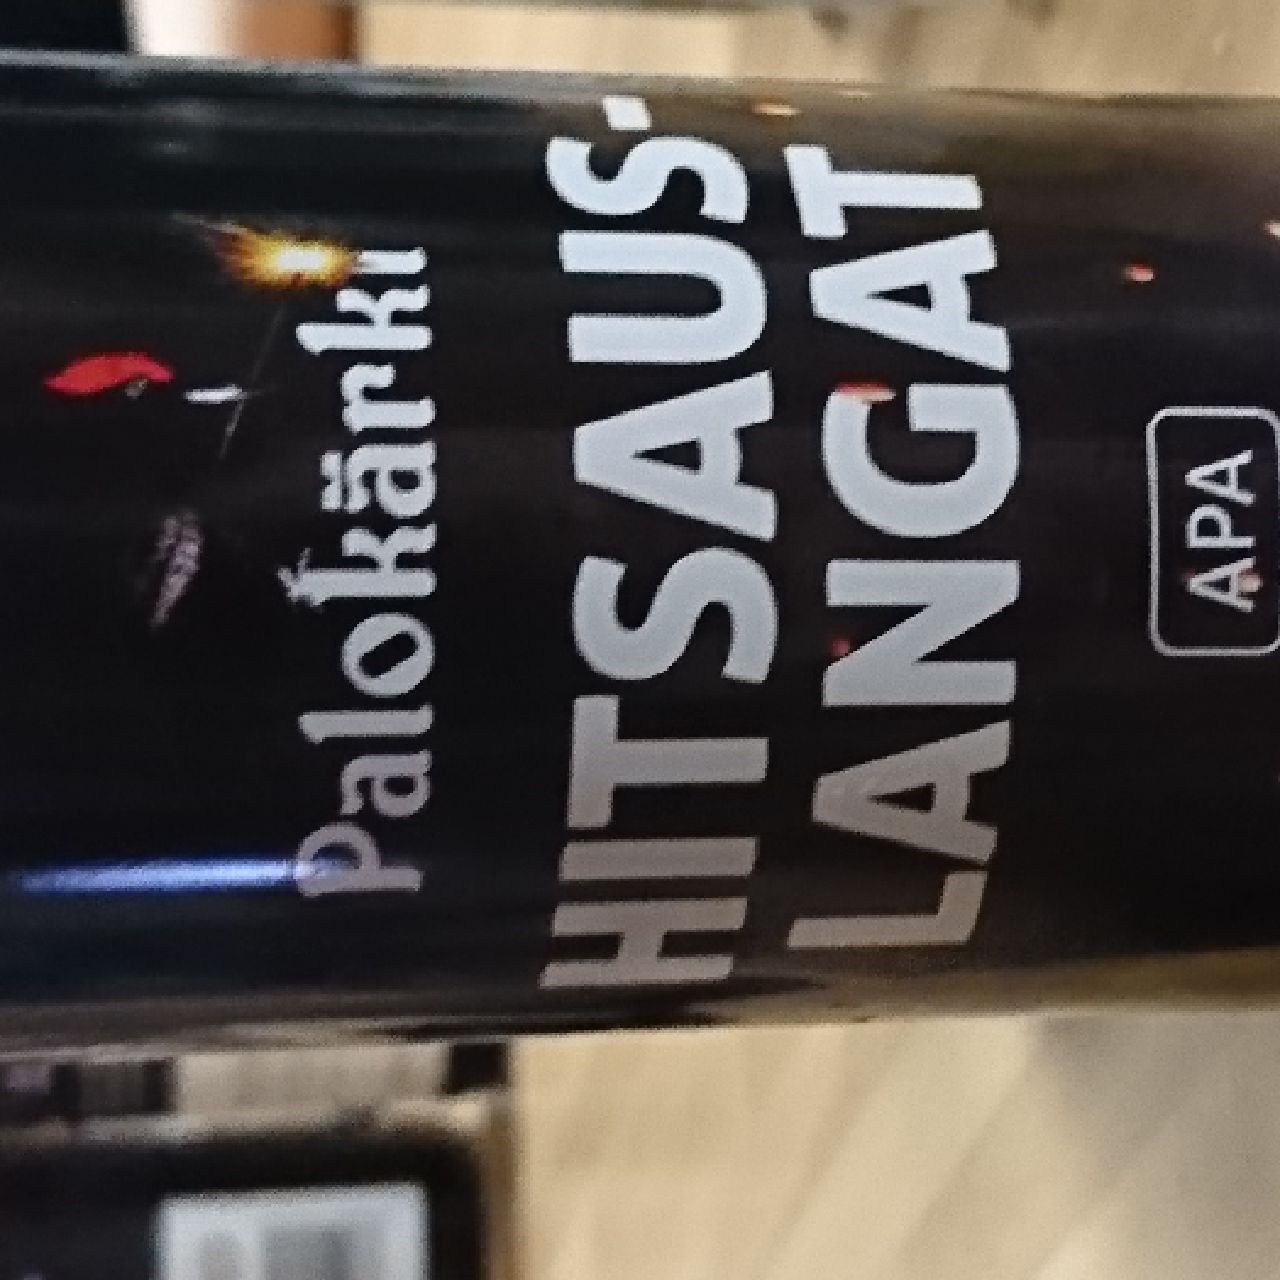 Palokärki
HITSAUS-
LANGAT
APA